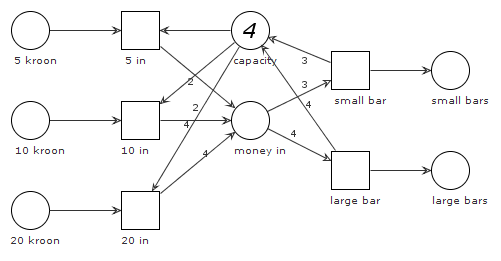 4
5 kroon
5 in
capacity
3
2
3
small bar
small bars
2
4
4
10 kroon
10 in
4
money in
4
large bar
large bars
20 kroon
20 in